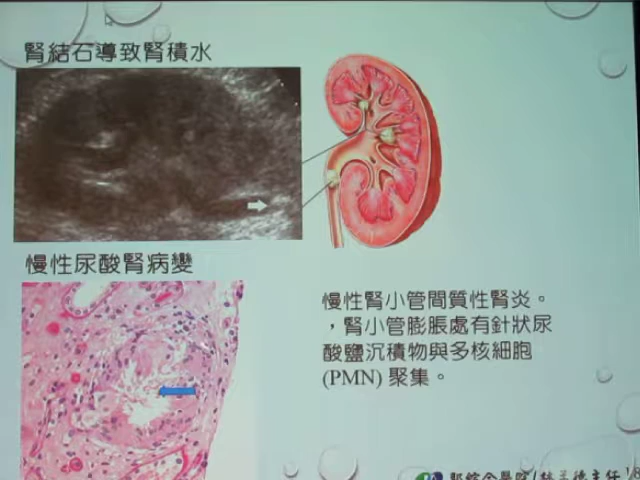 腎結石導致腎積水
慢性尿酸腎病變
慢性腎小管間質性腎炎。
，腎小管膨脹處有針狀尿
酸鹽沉積物與多核細胞
(PMN) 聚集。